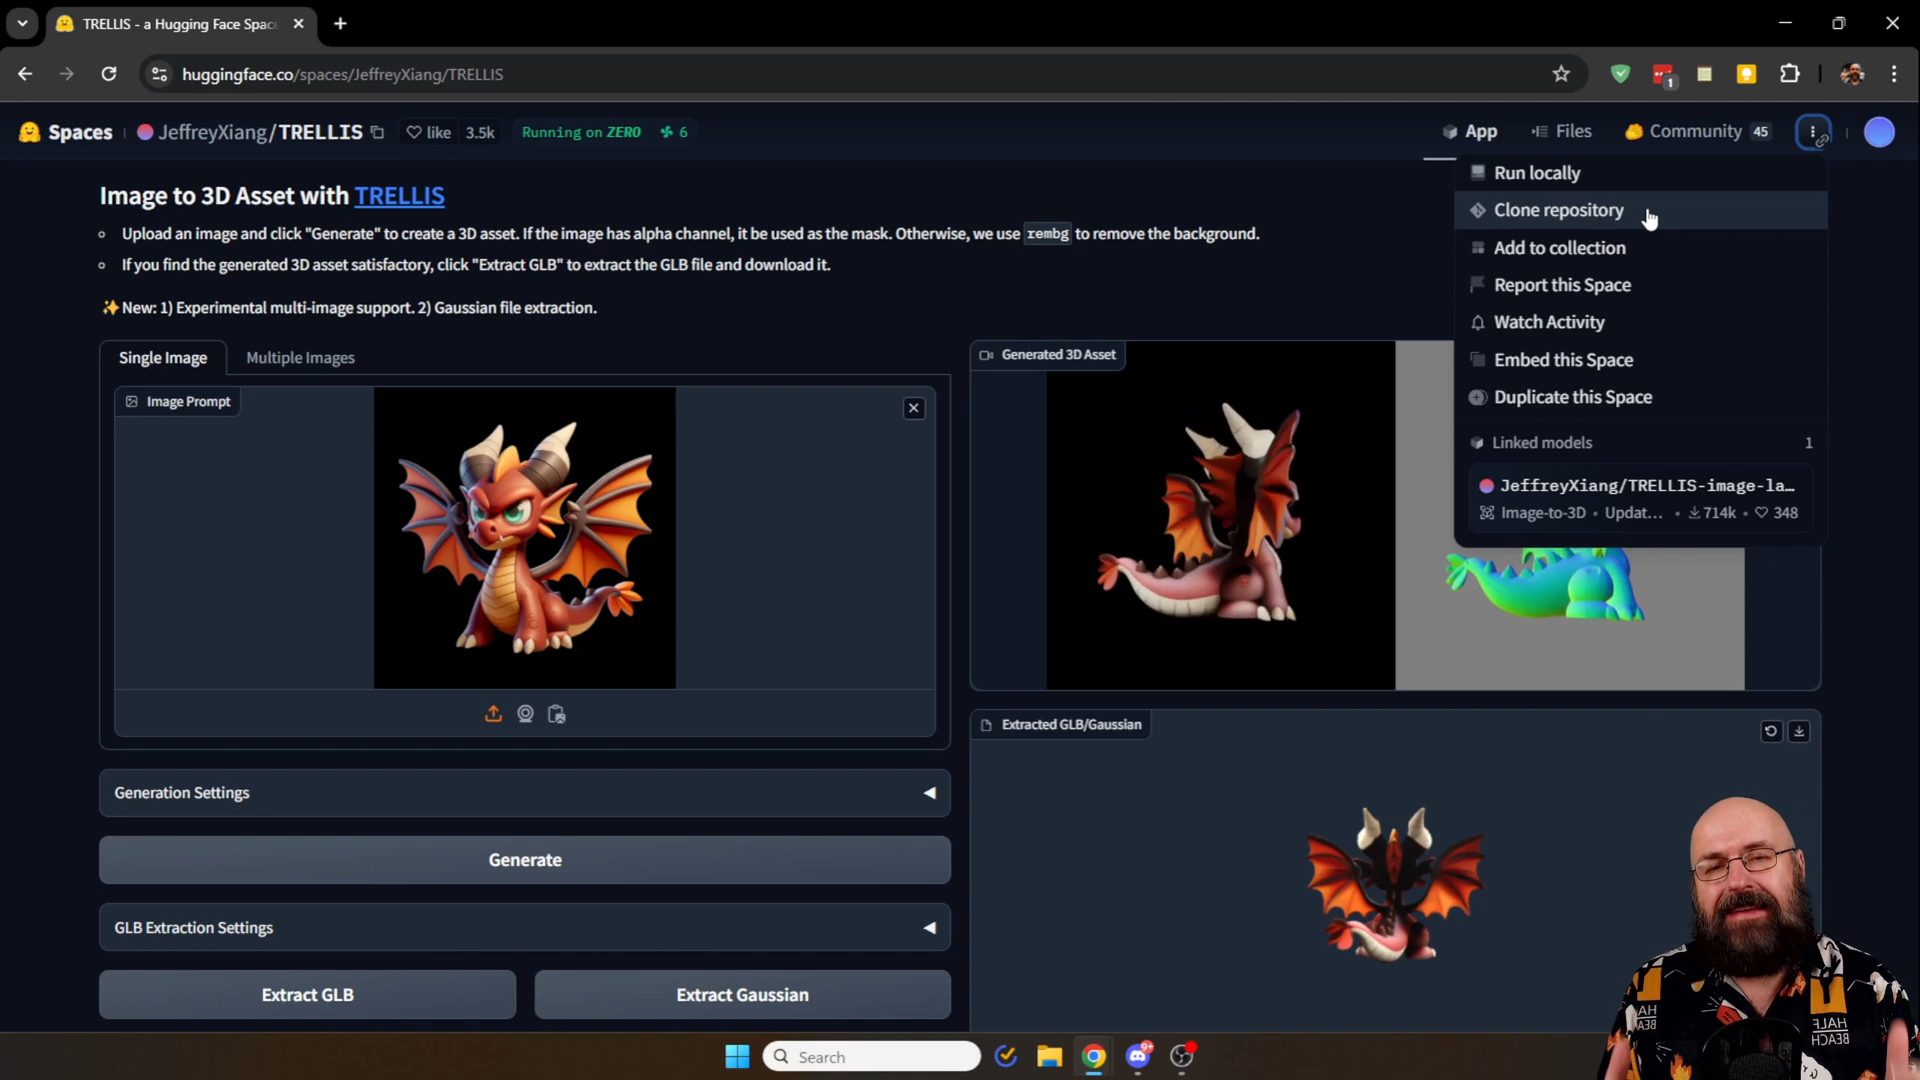 TRELLIS - a Hugging Face Spac
huggingface.co/spaces/JeffreyXiang/TRELLIS
1
Spaces
JeffreyXiang/TRELLIS
like 3.5k
Running on ZERO
6
App
Files
Community 45
Run locally
Clone repository
Add to collection
Report this Space
Watch Activity
Embed this Space
Duplicate this Space
Linked models 1
JeffreyXiang/TRELLIS-image-la...
Image-to-3D • Updat... • 714k • 348
Image to 3D Asset with TRELLIS
Upload an image and click "Generate" to create a 3D asset. If the image has alpha channel, it be used as the mask. Otherwise, we use rembg to remove the background.
If you find the generated 3D asset satisfactory, click "Extract GLB" to extract the GLB file and download it.
✨New: 1) Experimental multi-image support. 2) Gaussian file extraction.
Single Image
Multiple Images
Image Prompt
Generated 3D Asset
Generation Settings
Generate
GLB Extraction Settings
Extract GLB
Extract Gaussian
Extracted GLB/Gaussian
HALF
BEACH
Search
9+